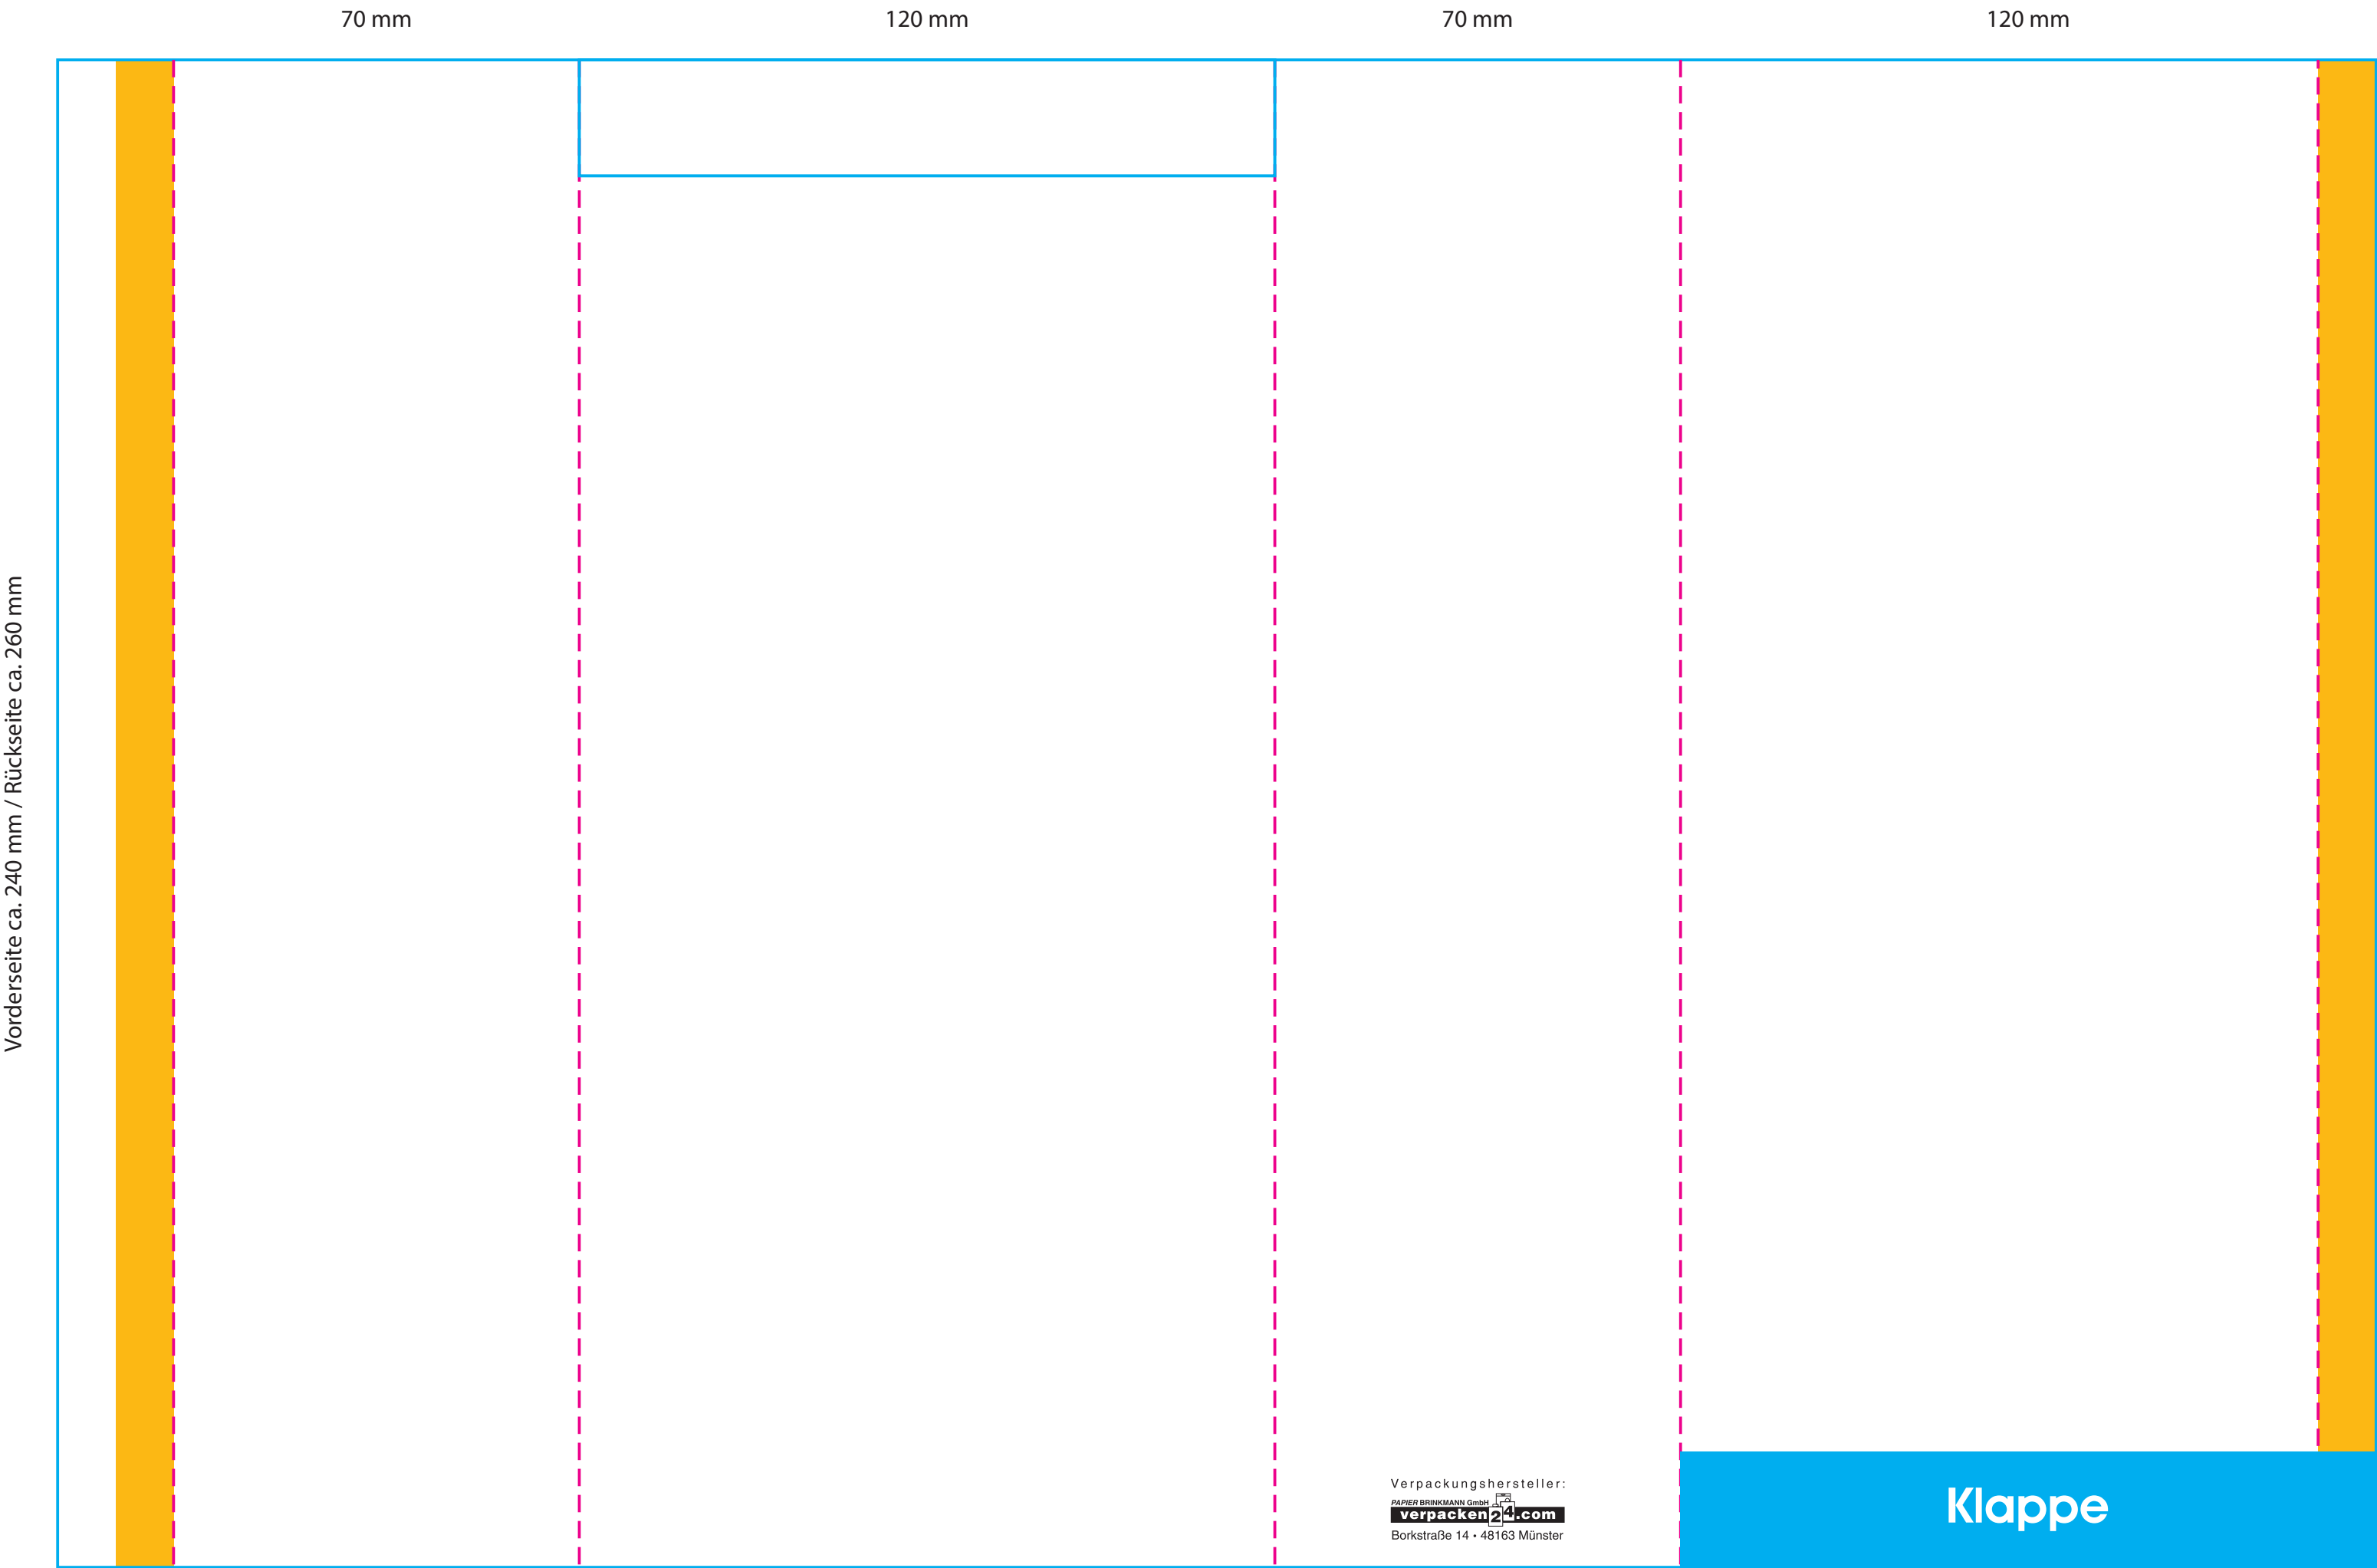 70 mm
120 mm
70 mm
120 mm
Vorderseite ca. 240 mm / Rückseite ca. 260 mm
Verpackungshersteller:
PAPIER BRINKMANN GmbH
verpacken24.com
Borkstraße 14 • 48163 Münster
Klappe